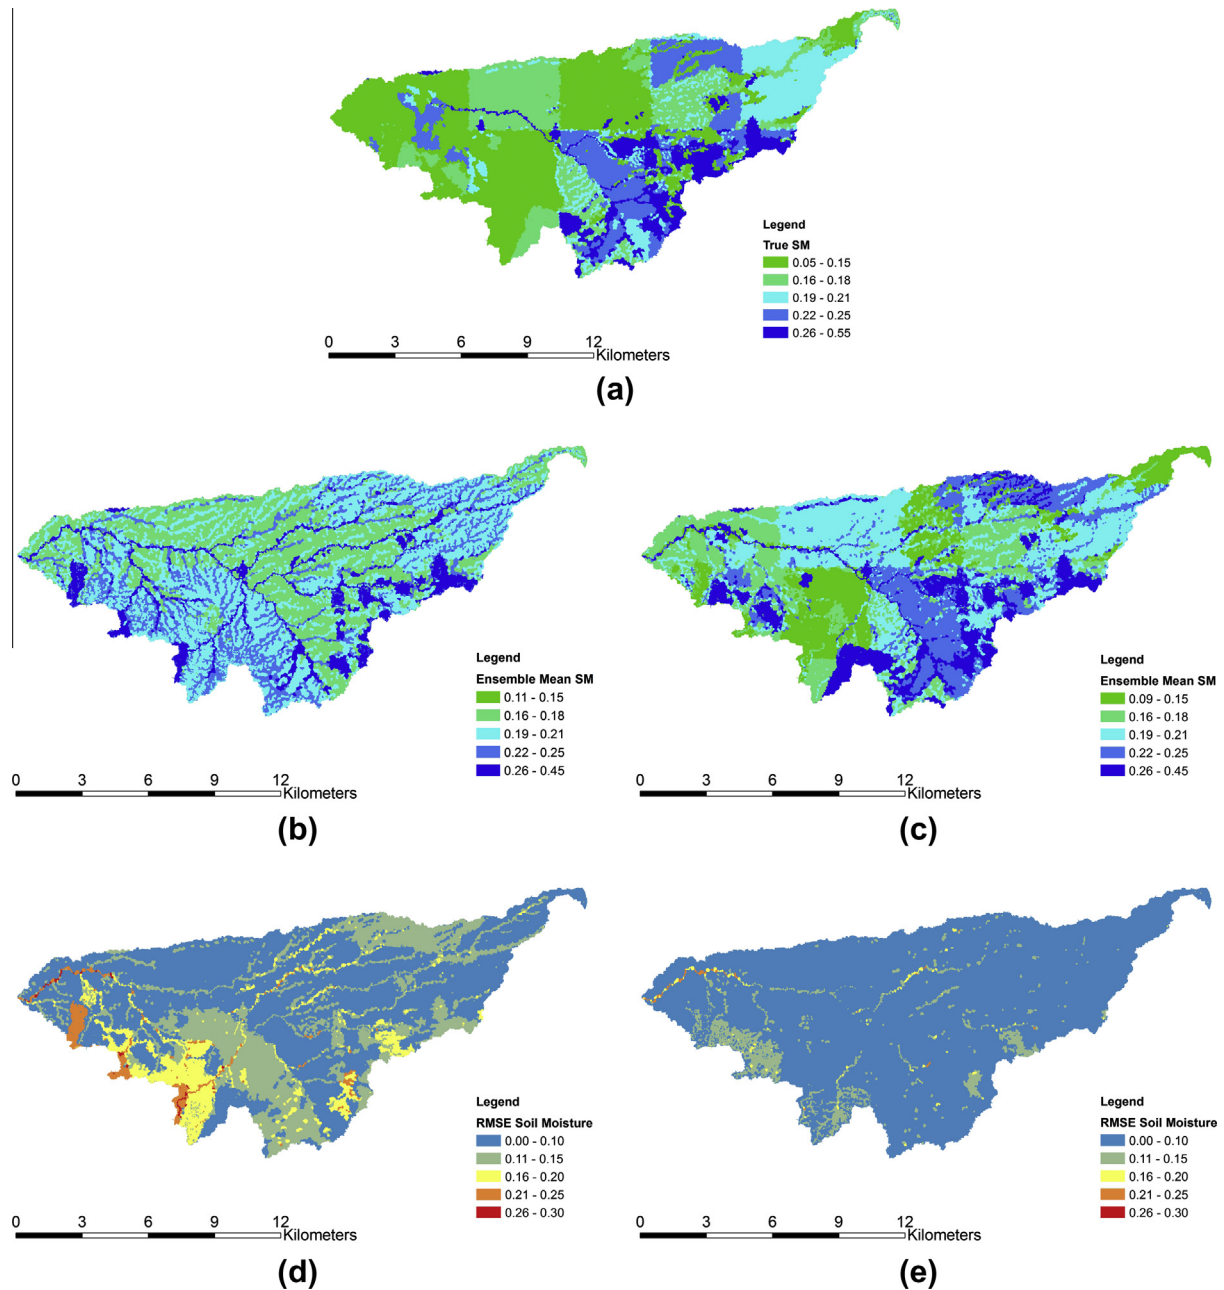 Legend
True SM
0.05 - 0.15
0.16 - 0.18
0.19 - 0.21
0.22 - 0.25
0.26 - 0.55
0 3 6 9 12
Kilometers
(a)
Legend
Ensemble Mean SM
0.11 - 0.15
0.16 - 0.18
0.19 - 0.21
0.22 - 0.25
0.26 - 0.45
0 3 6 9 12
Kilometers
(b)
Legend
Ensemble Mean SM
0.09 - 0.15
0.16 - 0.18
0.19 - 0.21
0.22 - 0.25
0.26 - 0.45
0 3 6 9 12
Kilometers
(c)
Legend
RMSE Soil Moisture
0.00 - 0.10
0.11 - 0.15
0.16 - 0.20
0.21 - 0.25
0.26 - 0.30
0 3 6 9 12
Kilometers
(d)
Legend
RMSE Soil Moisture
0.00 - 0.10
0.11 - 0.15
0.16 - 0.20
0.21 - 0.25
0.26 - 0.30
0 3 6 9 12
Kilometers
(e)